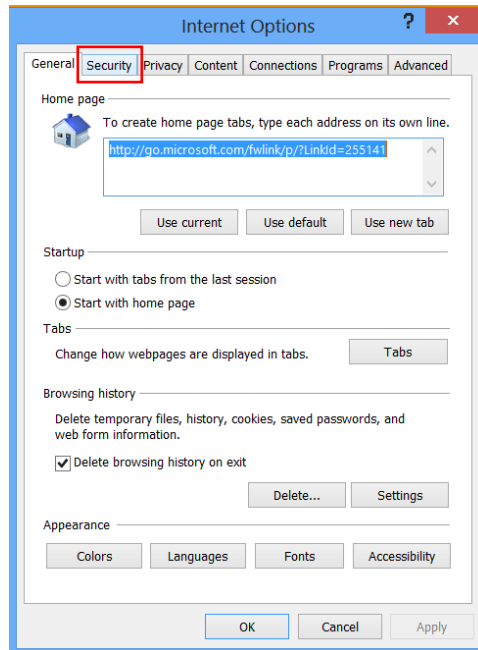 Internet Options ? ×
General Security Privacy Content Connections Programs Advanced
Home page
To create home page tabs, type each address on its own line.
http://go.microsoft.com/fwlink/p/?LinkId=255141
Use current Use default Use new tab
Startup
Start with tabs from the last session
Start with home page
Tabs
Change how webpages are displayed in tabs. Tabs
Browsing history
Delete temporary files, history, cookies, saved passwords, and
web form information.
Delete browsing history on exit
Delete... Settings
Appearance
Colors Languages Fonts Accessibility
OK Cancel Apply